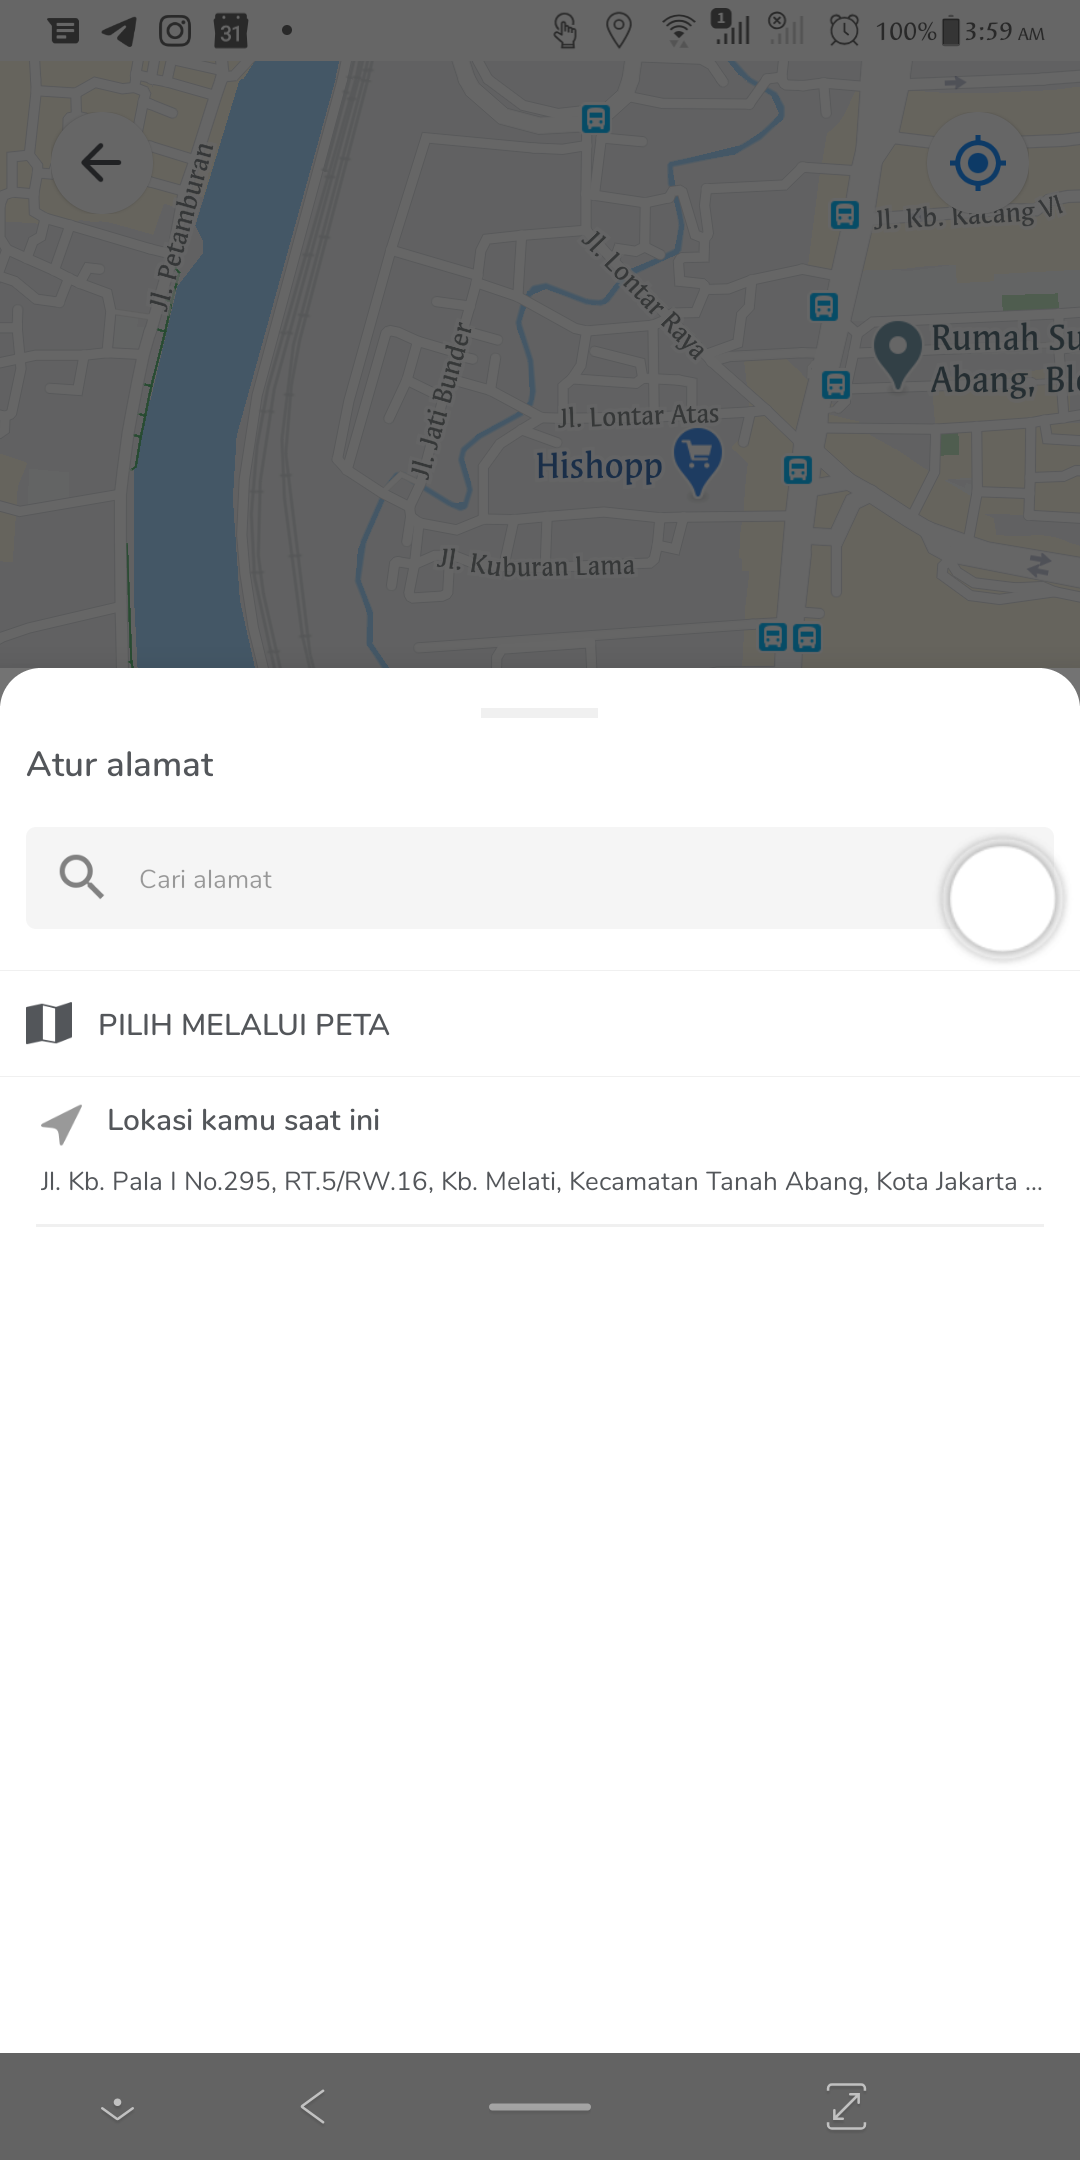 31
1
100%
3:59 AM
Jl. Petamburan
Jl. Kb. Kacang VI
Jl. Lontar Raya
Rumah Su
Abang, Bl
Jl. Jati Bunder
Jl. Lontar Atas
Hishopp
Jl. Kuburan Lama
Atur alamat
Cari alamat
PILIH MELALUI PETA
Lokasi kamu saat ini
Jl. Kb. Pala I No.295, RT.5/RW.16, Kb. Melati, Kecamatan Tanah Abang, Kota Jakarta ...